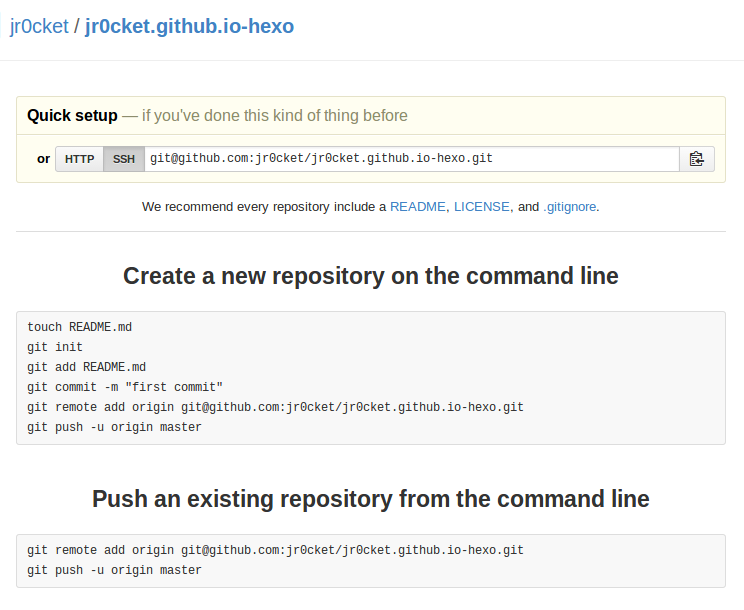 jr0cket / jr0cket.github.io-hexo
Quick setup — if you've done this kind of thing before
or HTTP SSH git@github.com:jr0cket/jr0cket.github.io-hexo.git
We recommend every repository include a README, LICENSE, and .gitignore.
Create a new repository on the command line
touch README.md
git init
git add README.md
git commit -m "first commit"
git remote add origin git@github.com:jr0cket/jr0cket.github.io-hexo.git
git push -u origin master
Push an existing repository from the command line
git remote add origin git@github.com:jr0cket/jr0cket.github.io-hexo.git
git push -u origin master